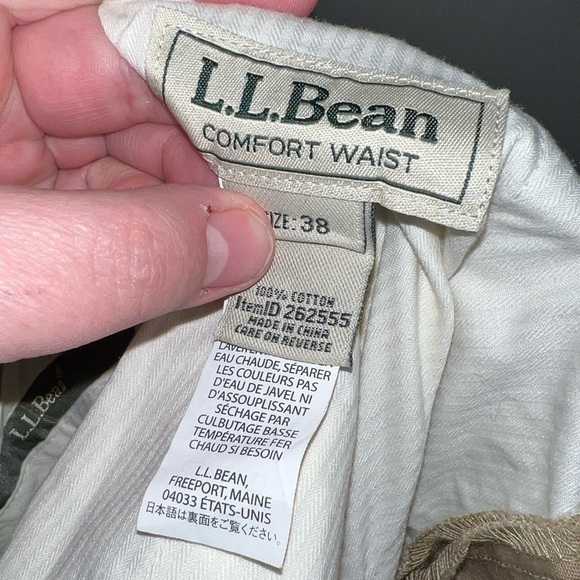 L.L.Bean
COMFORT WAIST
SIZE: 38
100% COTTON
ItemID 262555
MADE IN CHINA
CARE ON REVERSE
EAU CHAUDE, SÉPARER
LES COULEURS PAS
D'EAU DE JAVEL NI
D'ASSOUPLISSANT
SÉCHAGE PAR
CULBUTAGE BASSE
TEMPÉRATURE FER
CHAUD SI BESOIN
L.L.BEAN,
FREEPORT, MAINE
04033 ÉTATS-UNIS
日本語は裏面をご覧ください。
L.L.Bean